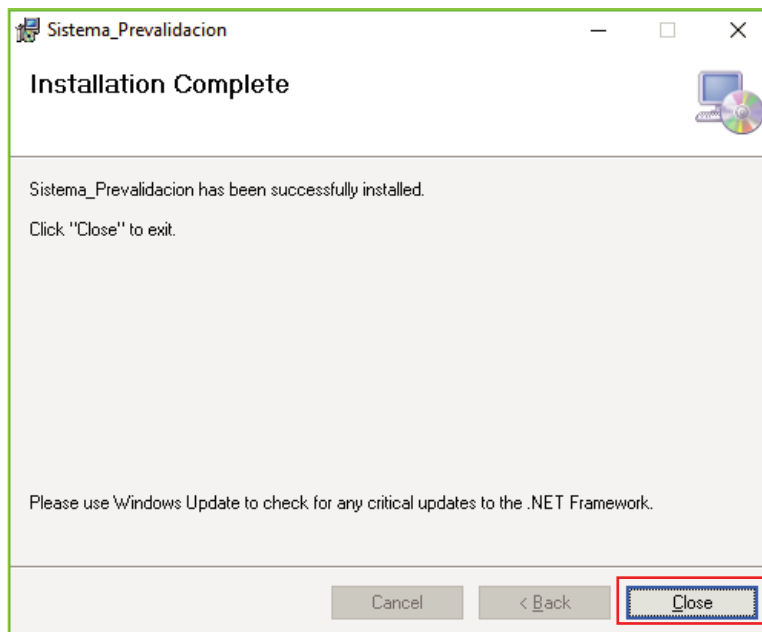 Sistema_Prevalidacion
Installation Complete
Sistema_Prevalidacion has been successfully installed.
Click "Close" to exit.
Please use Windows Update to check for any critical updates to the .NET Framework.
Cancel
< Back
Close